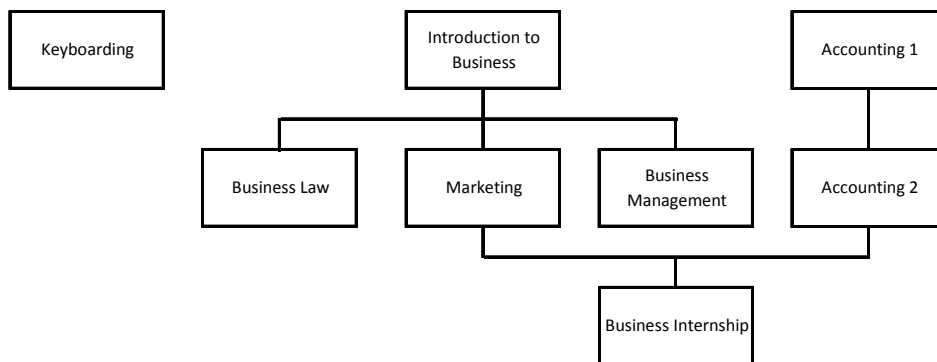 Keyboarding
Introduction to
Business
Accounting 1
Business Law
Marketing
Business
Management
Accounting 2
Business Internship